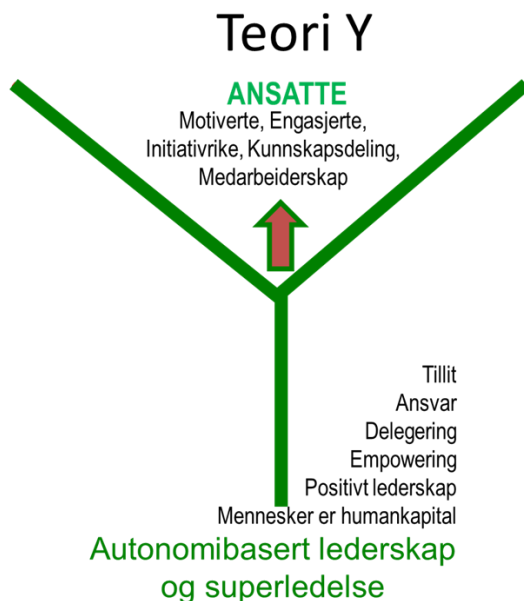 Teori Y
ANSATTE
Motiverte, Engasjerte,
Initiativrike, Kunnskapsdeling,
Medarbeiderskap
Tillit
Ansvar
Delegering
Empowering
Positivt lederskap
Mennesker er humankapital
Autonomibasert lederskap
og superledelse